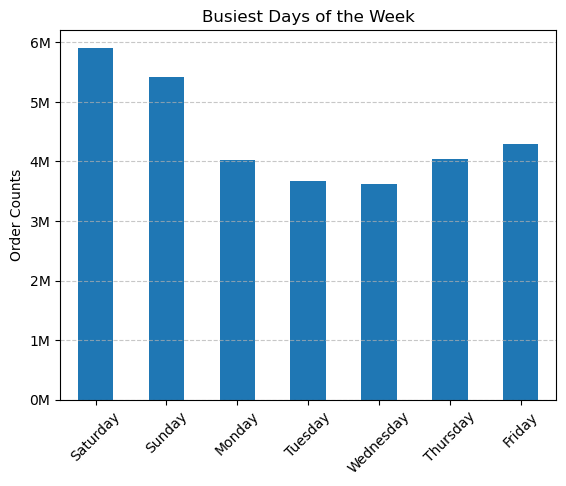 Busiest Days of the Week
Order Counts
6M
5M
4M
3M
2M
1M
0M
Saturday
Sunday
Monday
Tuesday
Wednesday
Thursday
Friday